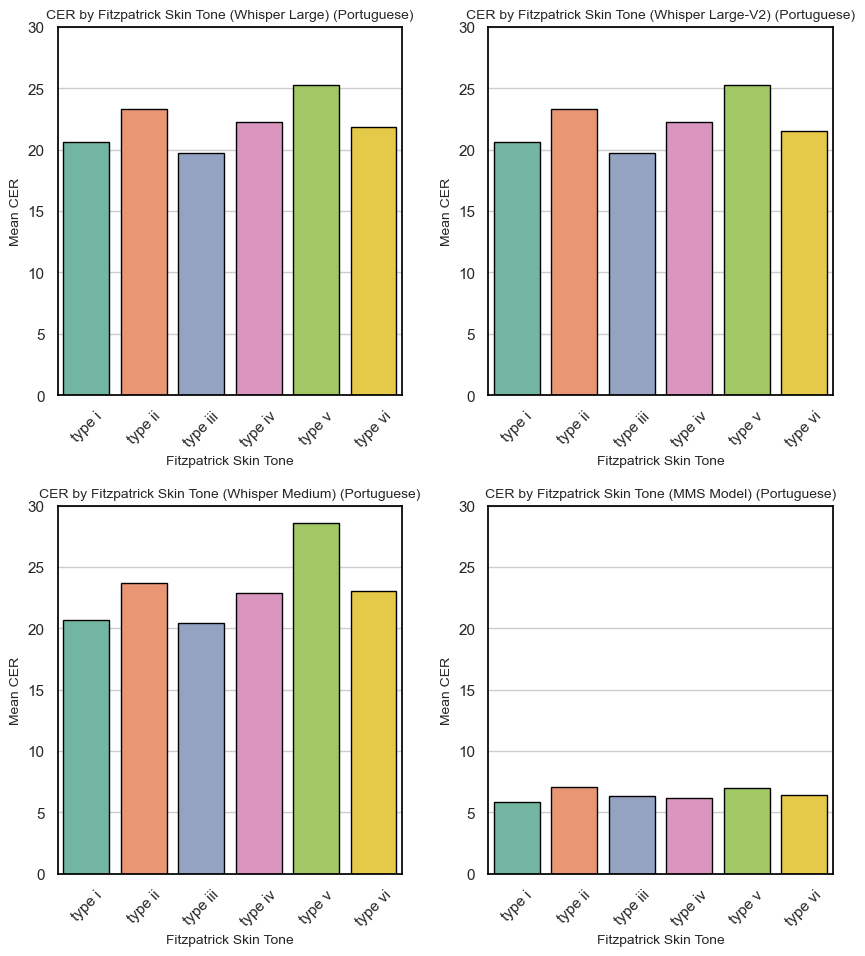 CER by Fitzpatrick Skin Tone (Whisper Large) (Portuguese)
30
25
20
15
10
5
0
Mean CER
type i
type ii
type iii
type iv
type v
type vi
Fitzpatrick Skin Tone
CER by Fitzpatrick Skin Tone (Whisper Large-V2) (Portuguese)
30
25
20
15
10
5
0
Mean CER
type i
type ii
type iii
type iv
type v
type vi
Fitzpatrick Skin Tone
CER by Fitzpatrick Skin Tone (Whisper Medium) (Portuguese)
30
25
20
15
10
5
0
Mean CER
type i
type ii
type iii
type iv
type v
type vi
Fitzpatrick Skin Tone
CER by Fitzpatrick Skin Tone (MMS Model) (Portuguese)
30
25
20
15
10
5
0
Mean CER
type i
type ii
type iii
type iv
type v
type vi
Fitzpatrick Skin Tone